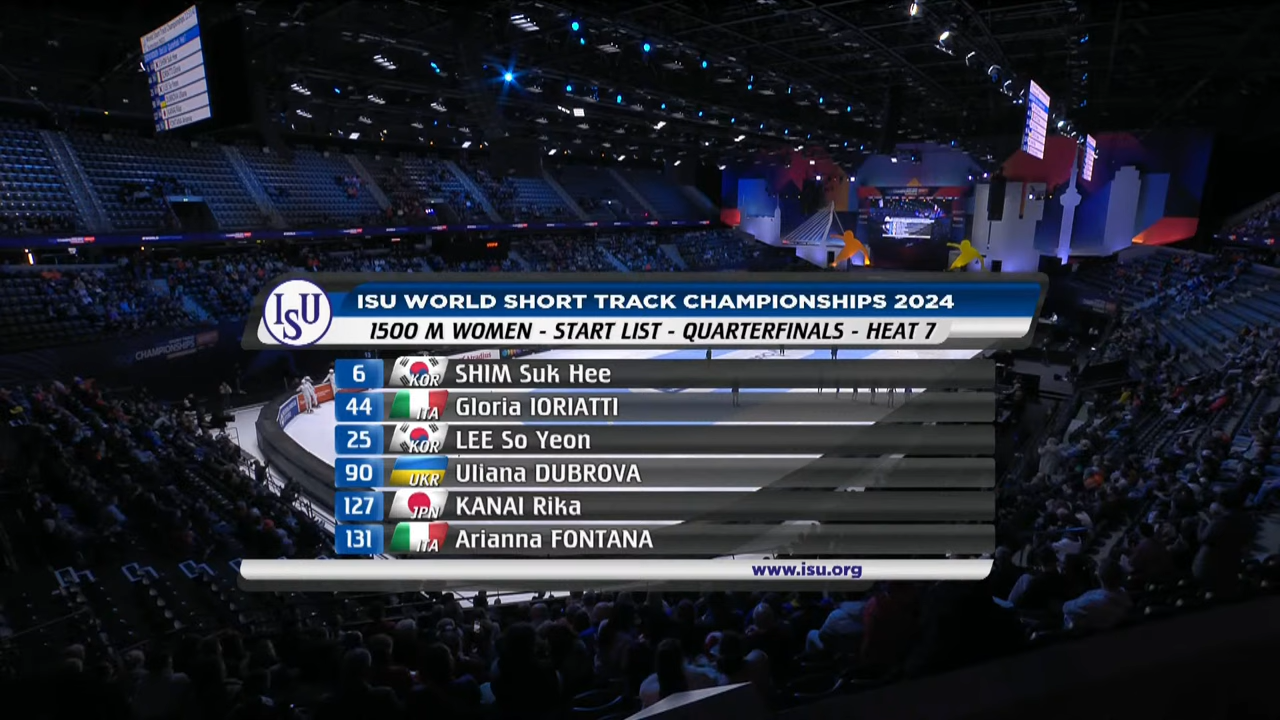 ISU
ISU WORLD SHORT TRACK CHAMPIONSHIPS 2024
1500 M WOMEN - START LIST - QUARTERFINALS - HEAT 7
6 KOR SHIM Suk Hee
44 ITA Gloria IORIATTI
25 KOR LEE So Yeon
90 UKR Uliana DUBROVA
127 JPN KANAI Rika
131 ITA Arianna FONTANA
www.isu.org
CHAMPIONSHIPS